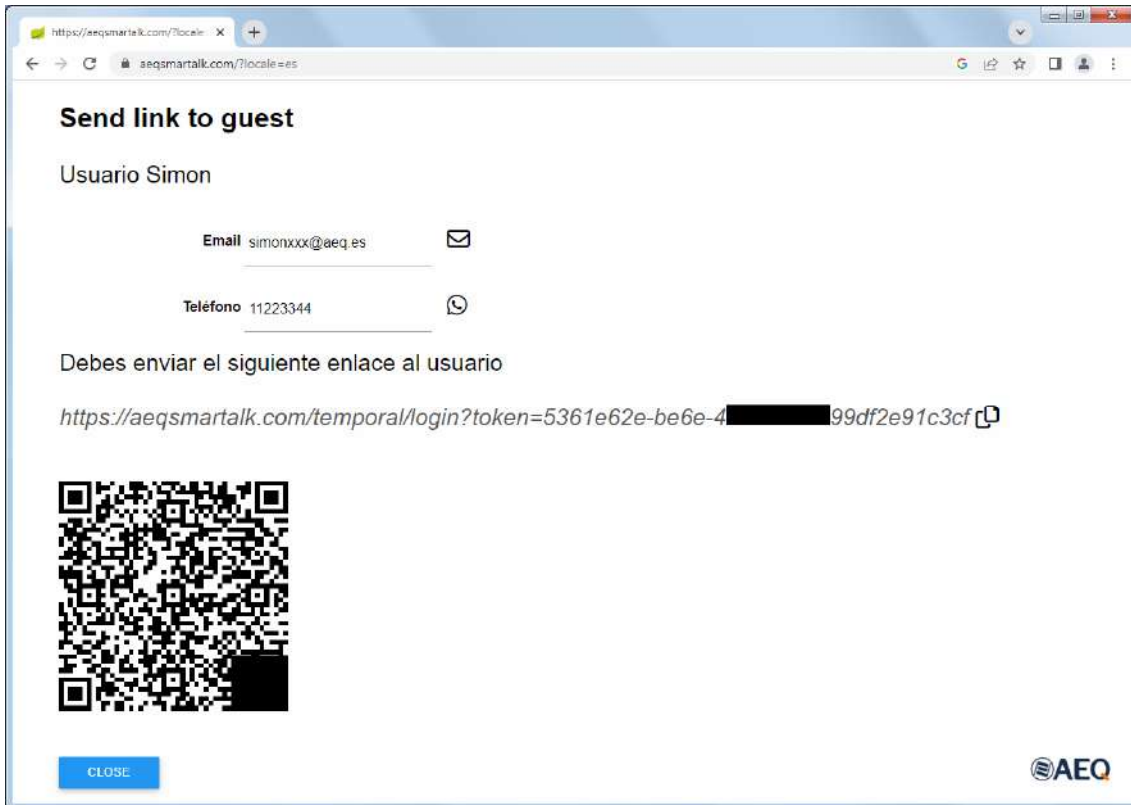 https://aeqsmartalk.com/?locale
aeqsmartalk.com/?locale=es
Send link to guest
Usuario Simon
Email simonxxx@aeq.es
Teléfono 11223344
Debes enviar el siguiente enlace al usuario
https://aeqsmartalk.com/temporal/login?token=5361e62e-be6e-4 99df2e91c3cf
CLOSE
AEQ